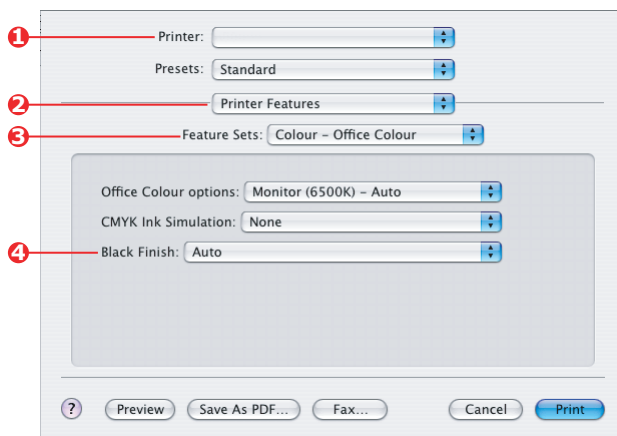 1 Printer:
Presets: Standard
2 Printer Features
3 Feature Sets: Colour – Office Colour
Office Colour options: Monitor (6500K) – Auto
CMYK Ink Simulation: None
4 Black Finish: Auto
? Preview Save As PDF... Fax... Cancel Print